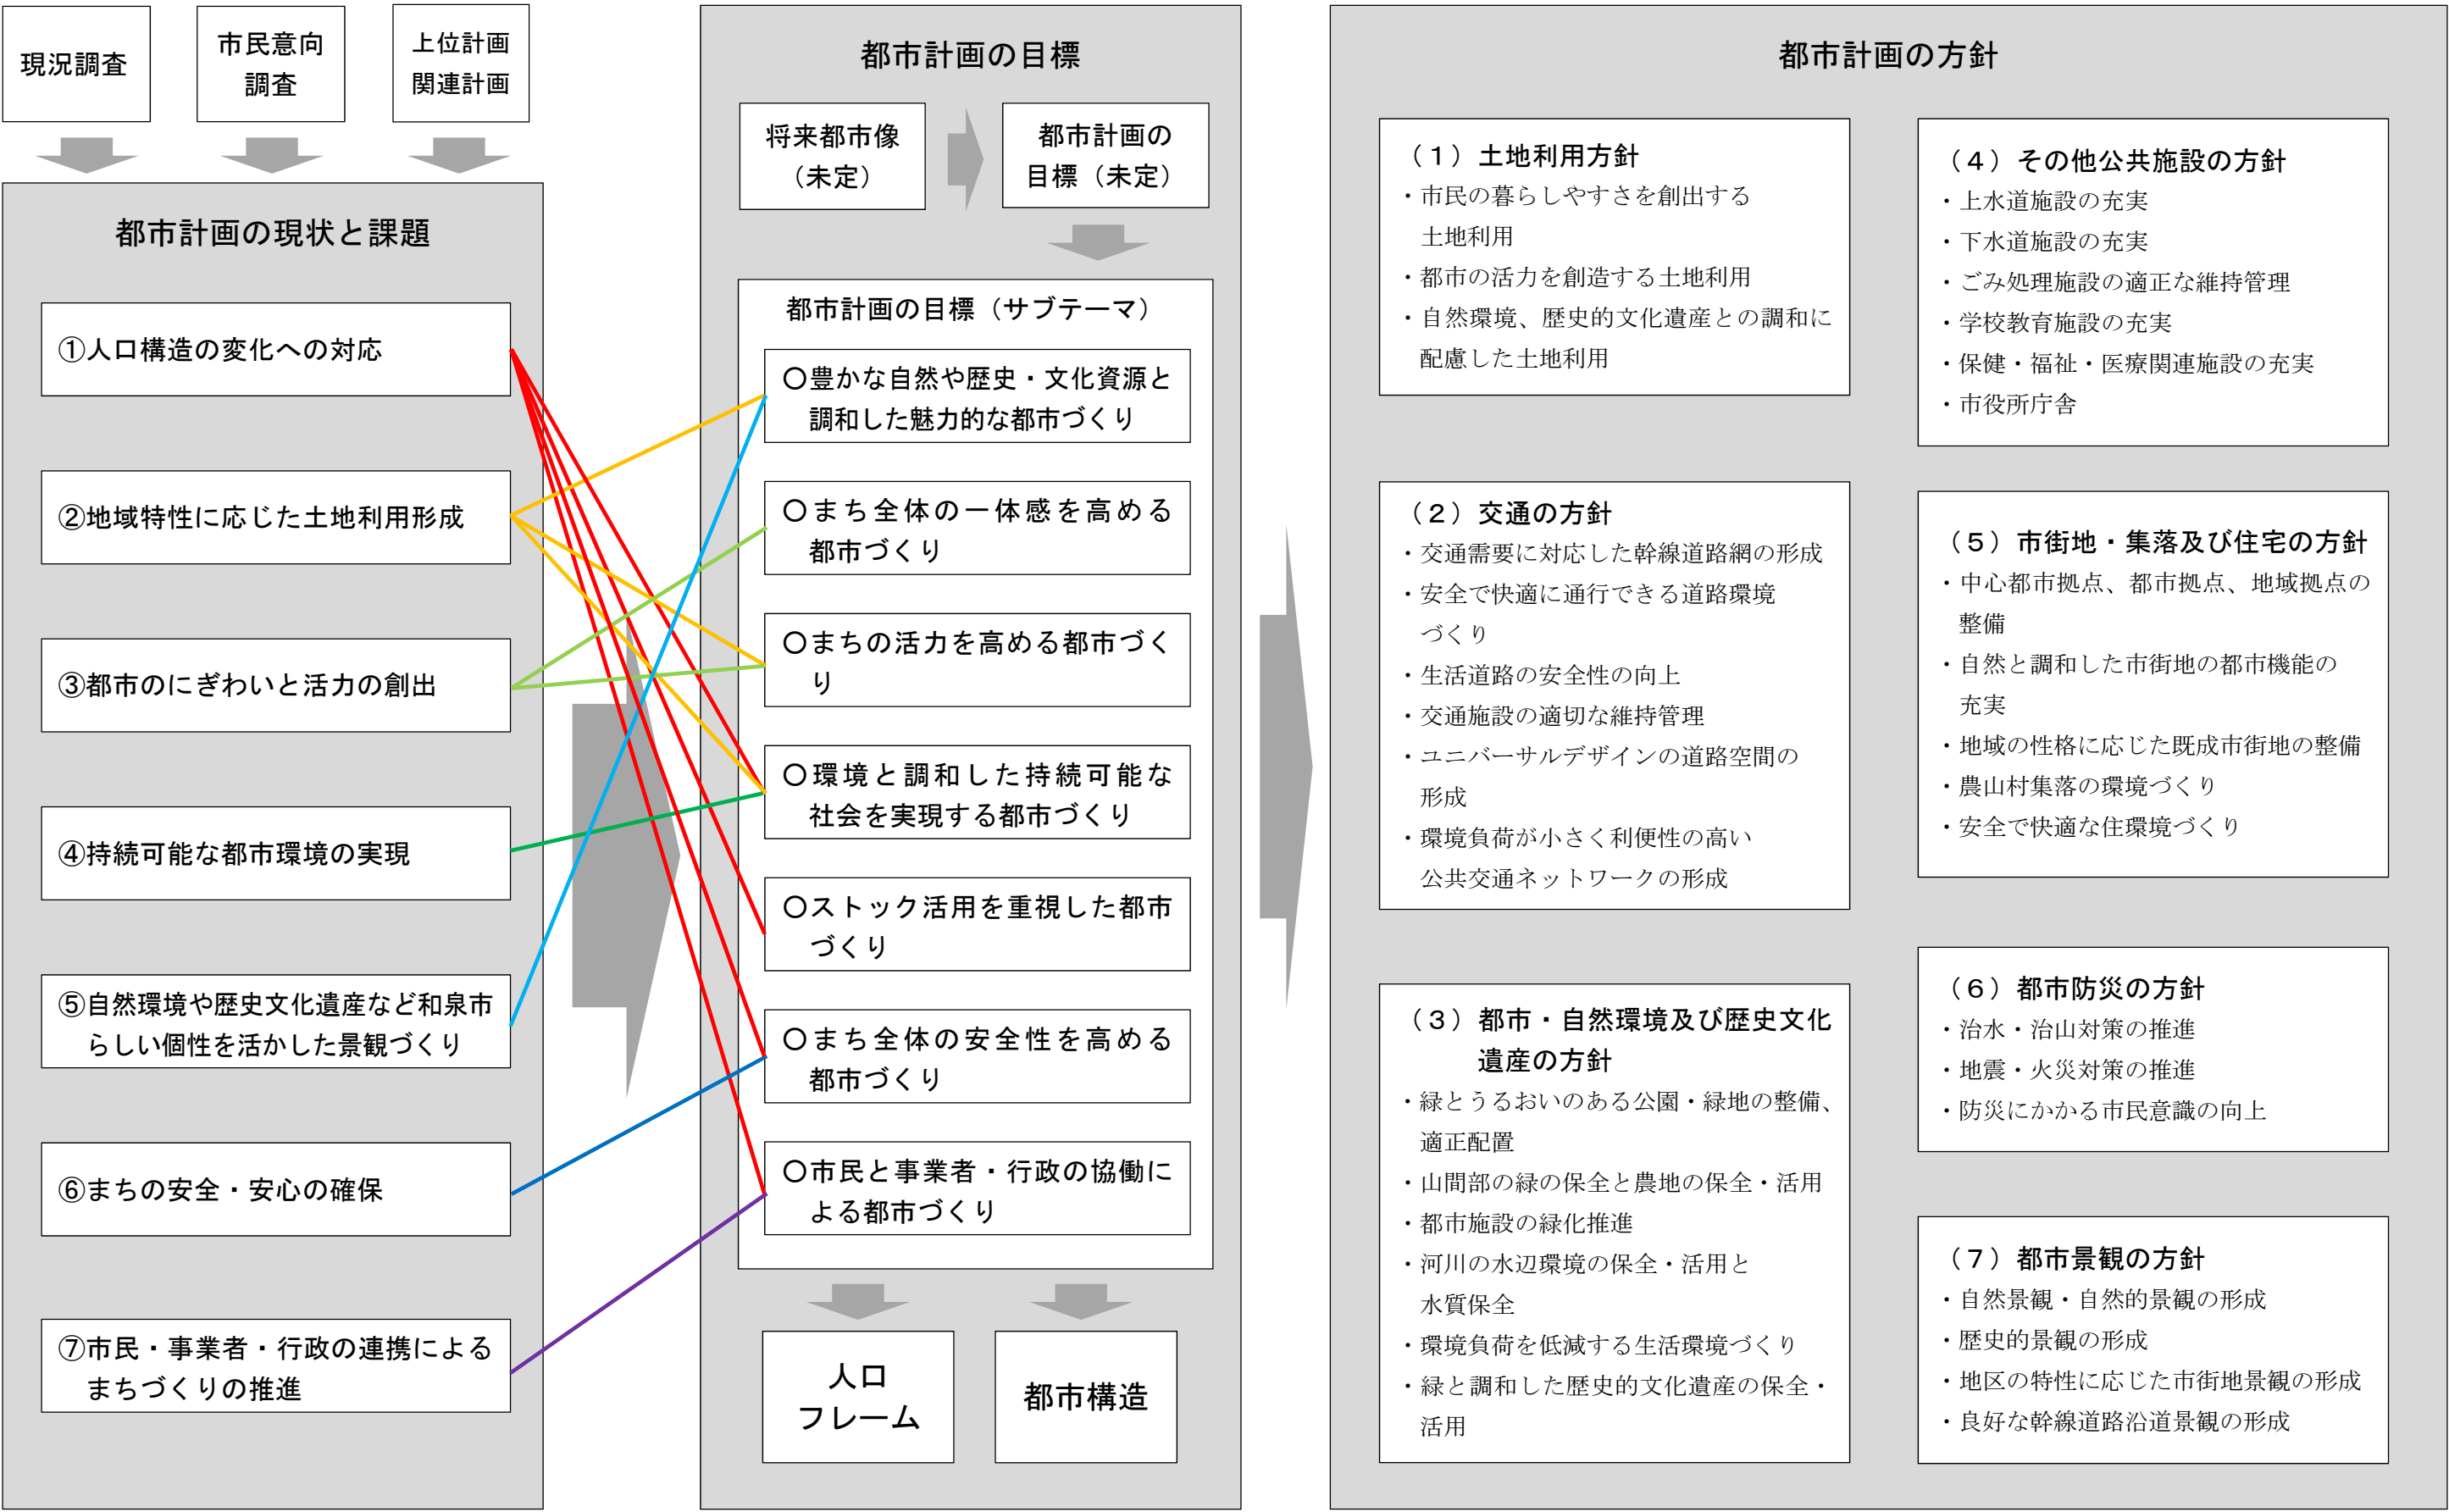 現況調査
市民意向
調査
上位計画
関連計画
都市計画の現状と課題
①人口構造の変化への対応
②地域特性に応じた土地利用形成
③都市のにぎわいと活力の創出
④持続可能な都市環境の実現
⑤自然環境や歴史文化遺産など和泉市
らしい個性を活かした景観づくり
⑥まちの安全・安心の確保
⑦市民・事業者・行政の連携による
まちづくりの推進
都市計画の目標
将来都市像
（未定）
都市計画の
目標（未定）
都市計画の目標（サブテーマ）
〇豊かな自然や歴史・文化資源と
調和した魅力的な都市づくり
〇まち全体の一体感を高める
都市づくり
〇まちの活力を高める都市づく
り
〇環境と調和した持続可能な
社会を実現する都市づくり
〇ストック活用を重視した都市
づくり
〇まち全体の安全性を高める
都市づくり
〇市民と事業者・行政の協働に
よる都市づくり
人口
フレーム
都市構造
都市計画の方針
（１）土地利用方針
・市民の暮らしやすさを創出する
土地利用
・都市の活力を創造する土地利用
・自然環境、歴史的文化遺産との調和に
配慮した土地利用
（２）交通の方針
・交通需要に対応した幹線道路網の形成
・安全で快適に通行できる道路環境
づくり
・生活道路の安全性の向上
・交通施設の適切な維持管理
・ユニバーサルデザインの道路空間の
形成
・環境負荷が小さく利便性の高い
公共交通ネットワークの形成
（３）都市・自然環境及び歴史文化
遺産の方針
・緑とうるおいのある公園・緑地の整備、
適正配置
・山間部の緑の保全と農地の保全・活用
・都市施設の緑化推進
・河川の水辺環境の保全・活用と
水質保全
・環境負荷を低減する生活環境づくり
・緑と調和した歴史的文化遺産の保全・
活用
（４）その他公共施設の方針
・上水道施設の充実
・下水道施設の充実
・ごみ処理施設の適正な維持管理
・学校教育施設の充実
・保健・福祉・医療関連施設の充実
・市役所庁舎
（５）市街地・集落及び住宅の方針
・中心都市拠点、都市拠点、地域拠点の
整備
・自然と調和した市街地の都市機能の
充実
・地域の性格に応じた既成市街地の整備
・農山村集落の環境づくり
・安全で快適な住環境づくり
（６）都市防災の方針
・治水・治山対策の推進
・地震・火災対策の推進
・防災にかかる市民意識の向上
（７）都市景観の方針
・自然景観・自然的景観の形成
・歴史的景観の形成
・地区の特性に応じた市街地景観の形成
・良好な幹線道路沿道景観の形成